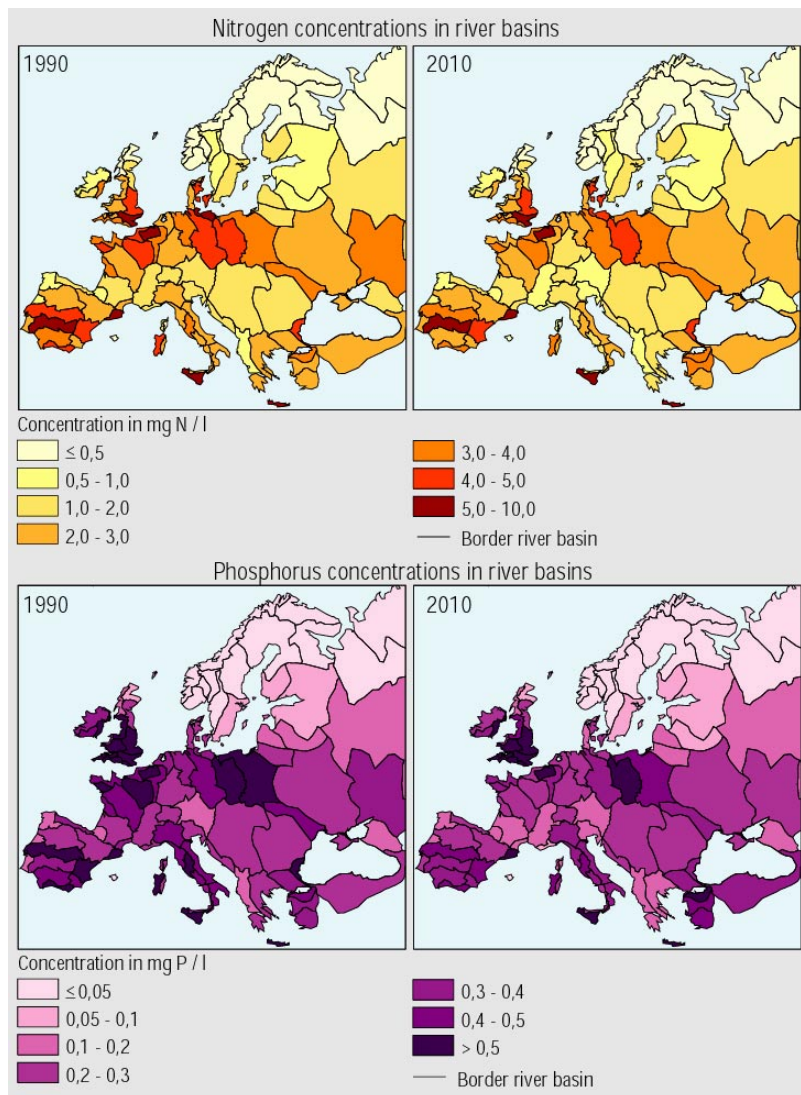 Nitrogen concentrations in river basins
1990
2010
Concentration in mg N / l
≤ 0,5
0,5 - 1,0
1,0 - 2,0
2,0 - 3,0
3,0 - 4,0
4,0 - 5,0
5,0 - 10,0
Border river basin
Phosphorus concentrations in river basins
1990
2010
Concentration in mg P / l
≤ 0,05
0,05 - 0,1
0,1 - 0,2
0,2 - 0,3
0,3 - 0,4
0,4 - 0,5
> 0,5
Border river basin